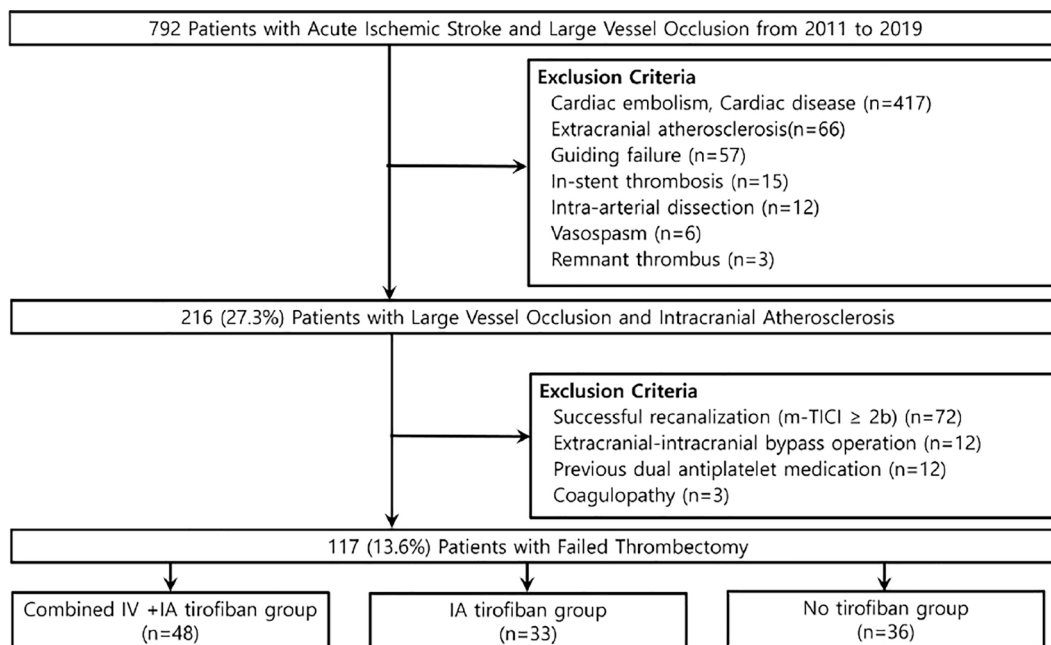 792 Patients with Acute Ischemic Stroke and Large Vessel Occlusion from 2011 to 2019
Exclusion Criteria
Cardiac embolism, Cardiac disease (n=417)
Extracranial atherosclerosis(n=66)
Guiding failure (n=57)
In-stent thrombosis (n=15)
Intra-arterial dissection (n=12)
Vasospasm (n=6)
Remnant thrombus (n=3)
216 (27.3%) Patients with Large Vessel Occlusion and Intracranial Atherosclerosis
Exclusion Criteria
Successful recanalization (m-TICI ≥ 2b) (n=72)
Extracranial-intracranial bypass operation (n=12)
Previous dual antiplatelet medication (n=12)
Coagulopathy (n=3)
117 (13.6%) Patients with Failed Thrombectomy
Combined IV +IA tirofiban group
(n=48)
IA tirofiban group
(n=33)
No tirofiban group
(n=36)